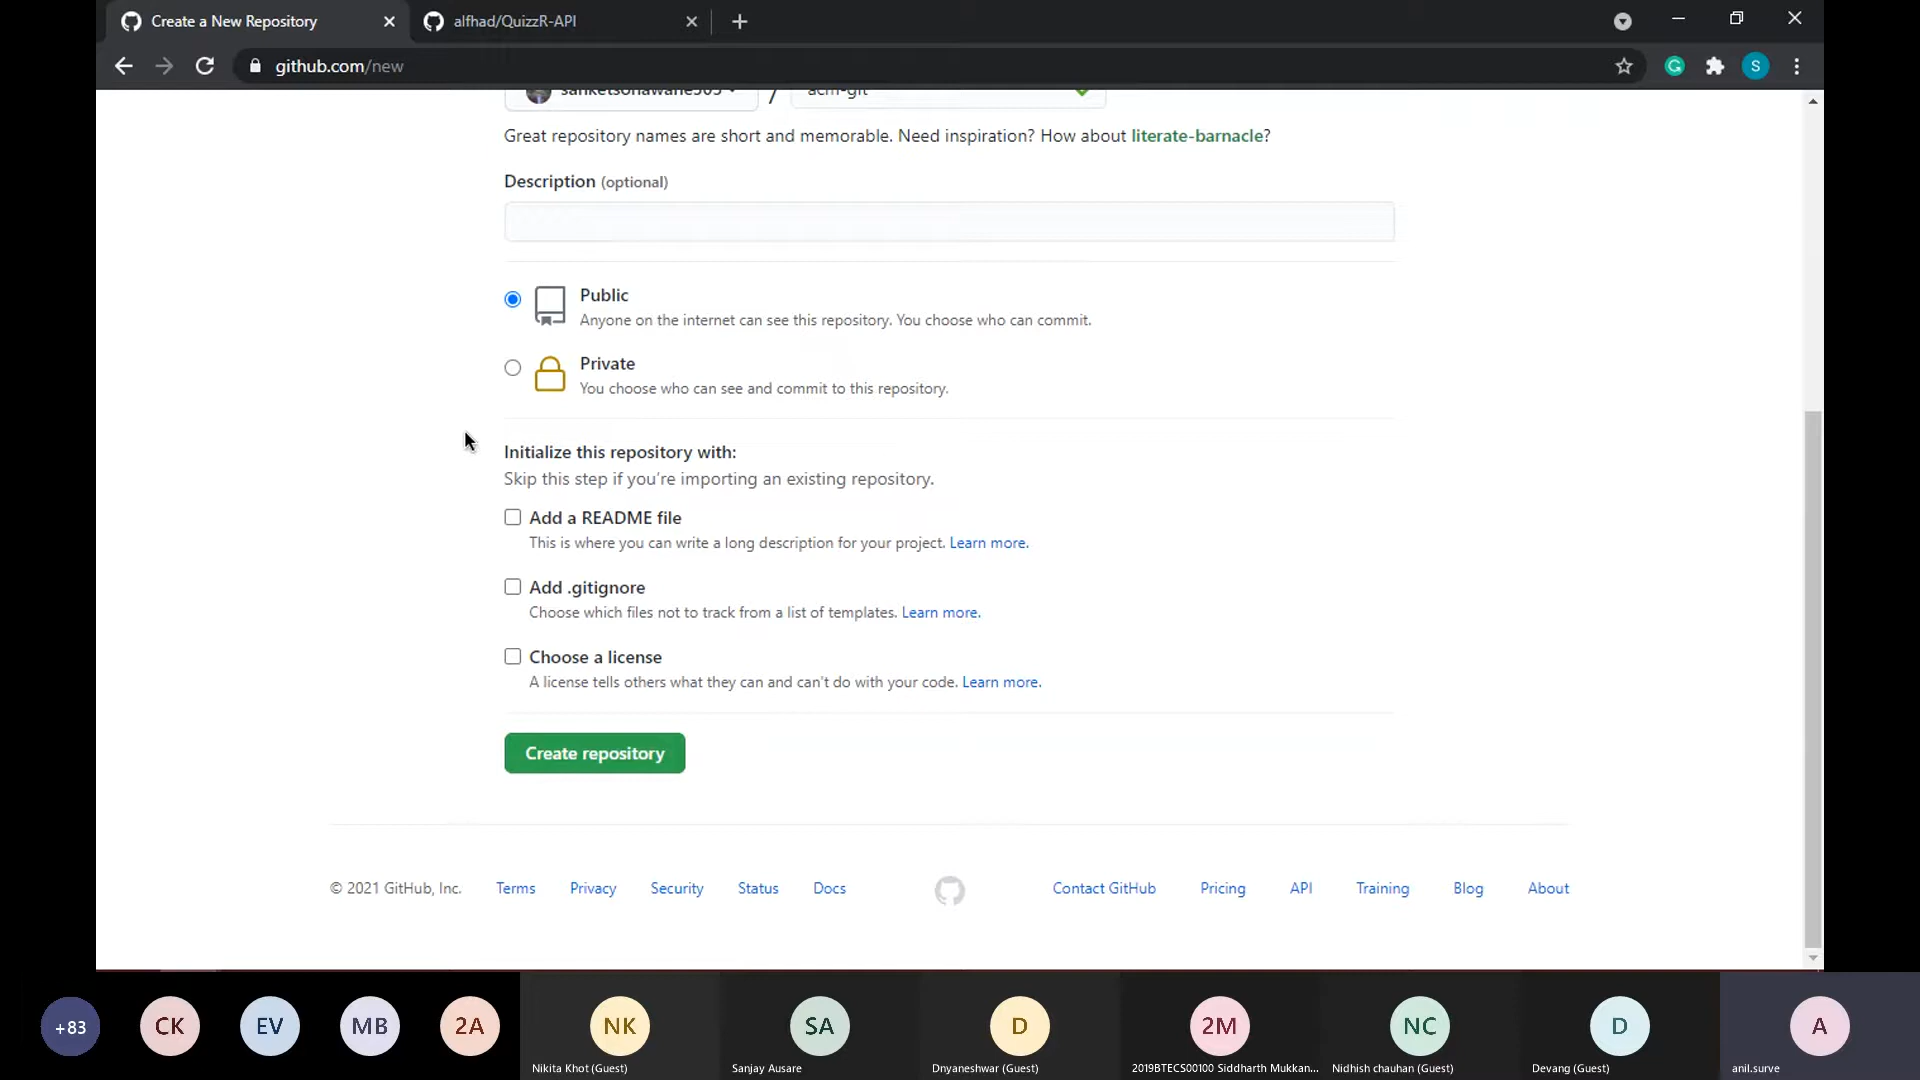 Create a New Repository
alfhad/QuizzR-API
github.com/new
S
sanketsonawane505 / acm-git
Great repository names are short and memorable. Need inspiration? How about literate-barnacle?
Description (optional)
Public
Anyone on the internet can see this repository. You choose who can commit.
Private
You choose who can see and commit to this repository.
Initialize this repository with:
Skip this step if you're importing an existing repository.
Add a README file
This is where you can write a long description for your project. Learn more.
Add .gitignore
Choose which files not to track from a list of templates. Learn more.
Choose a license
A license tells others what they can and can't do with your code. Learn more.
Create repository
© 2021 GitHub, Inc. Terms Privacy Security Status Docs Contact GitHub Pricing API Training Blog About
+83 CK EV MB 2A NK SA D 2M NC D A
Nikita Khot (Guest) Sanjay Ausare Dnyaneshwar (Guest) 2019BTECS00100 Siddharth Mukkan... Nidhish chauhan (Guest) Devang (Guest) anil.surve